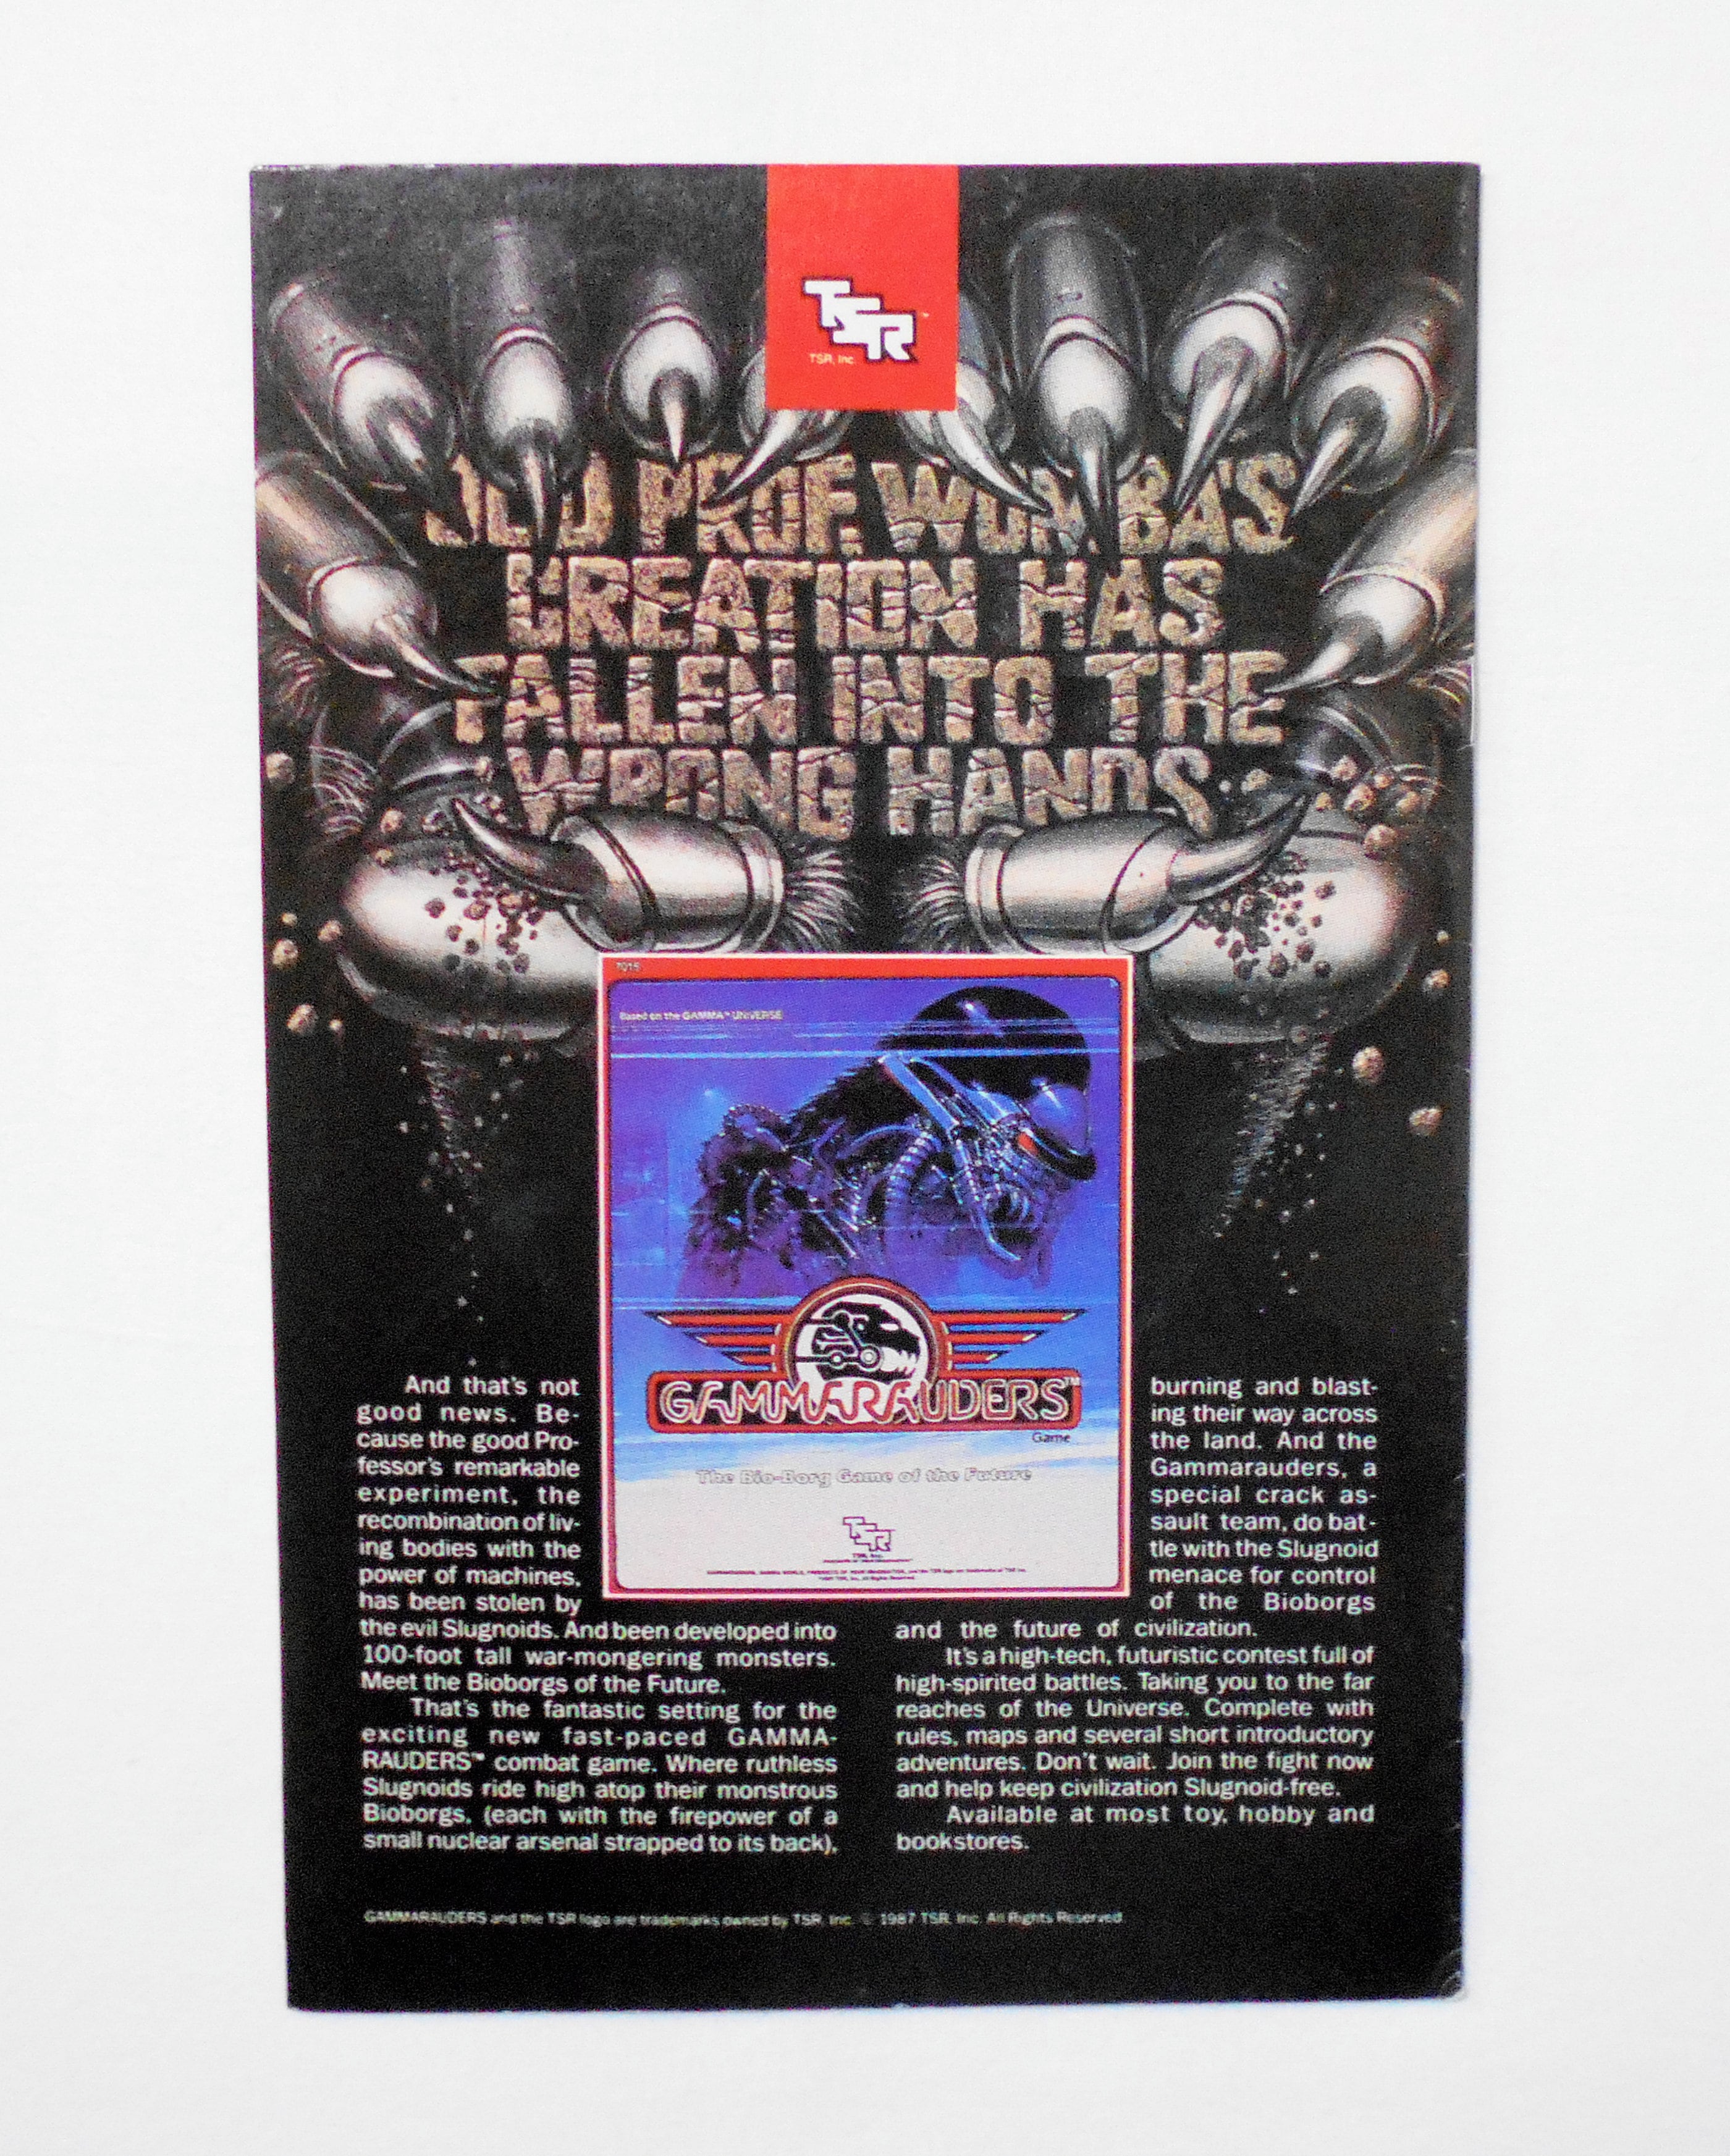 TSR™
TSR, Inc.
OLD PROF. WOMBA'S
CREATION HAS
FALLEN INTO THE
WRONG HANDS.
7015
Based on the GAMMA™ UNIVERSE
GAMMARAUDERS™
Game
The Bio-Borg Game of the Future
TSR
TSR, Inc.
And that's not
good news. Be-
cause the good Pro-
fessor's remarkable
experiment, the
recombination of liv-
ing bodies with the
power of machines,
has been stolen by
the evil Slugnoids. And been developed into
100-foot tall war-mongering monsters.
Meet the Bioborgs of the Future.
That's the fantastic setting for the
exciting new fast-paced GAMMA-
RAUDERS™ combat game. Where ruthless
Slugnoids ride high atop their monstrous
Bioborgs, (each with the firepower of a
small nuclear arsenal strapped to its back),
burning and blast-
ing their way across
the land. And the
Gammarauders, a
special crack as-
sault team, do bat-
tle with the Slugnoid
menace for control
of the Bioborgs
and the future of civilization.
It's a high-tech, futuristic contest full of
high-spirited battles. Taking you to the far
reaches of the Universe. Complete with
rules, maps and several short introductory
adventures. Don't wait. Join the fight now
and help keep civilization Slugnoid-free.
Available at most toy, hobby and
bookstores.
GAMMARAUDERS and the TSR logo are trademarks owned by TSR, Inc. © 1987 TSR, Inc. All Rights Reserved.